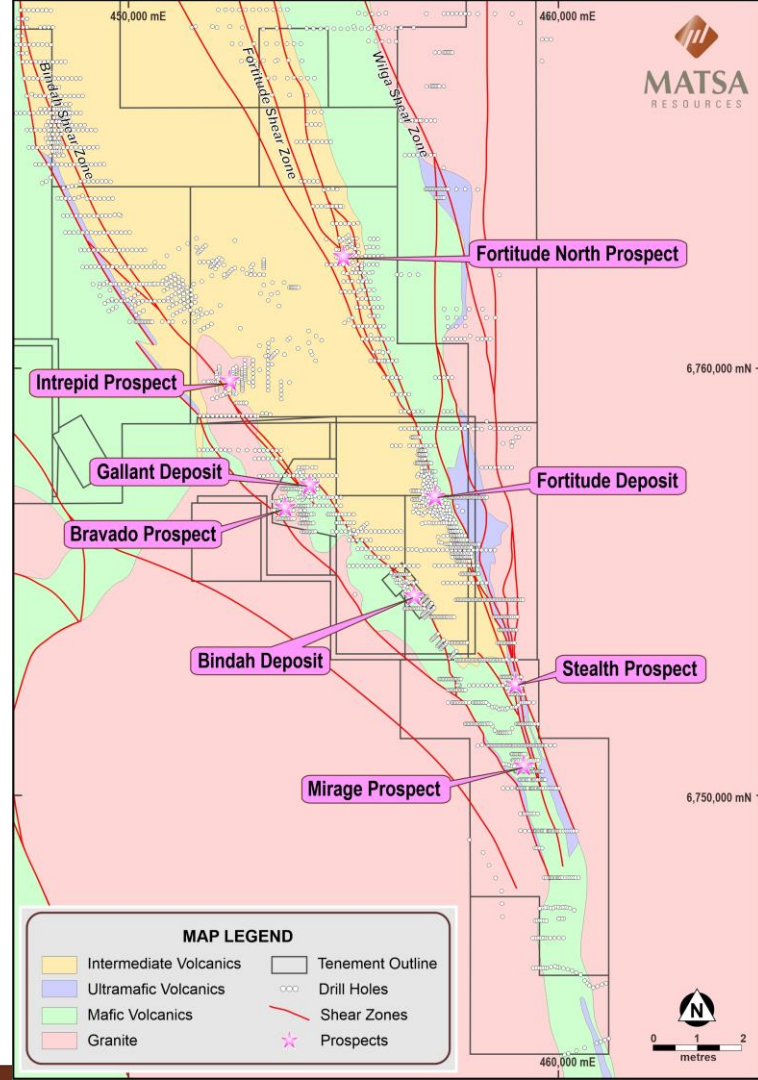 450,000 mE
460,000 mE
MATSA
RESOURCES
Bindah Shear Zone
Fortitude Shear Zone
Wilga Shear Zone
Fortitude North Prospect
6,760,000 mN
Intrepid Prospect
Gallant Deposit
Fortitude Deposit
Bravado Prospect
Bindah Deposit
Stealth Prospect
Mirage Prospect
6,750,000 mN
MAP LEGEND
Intermediate Volcanics
Tenement Outline
Ultramafic Volcanics
Drill Holes
Mafic Volcanics
Shear Zones
Granite
Prospects
N
0 1 2
metres
460,000 mE